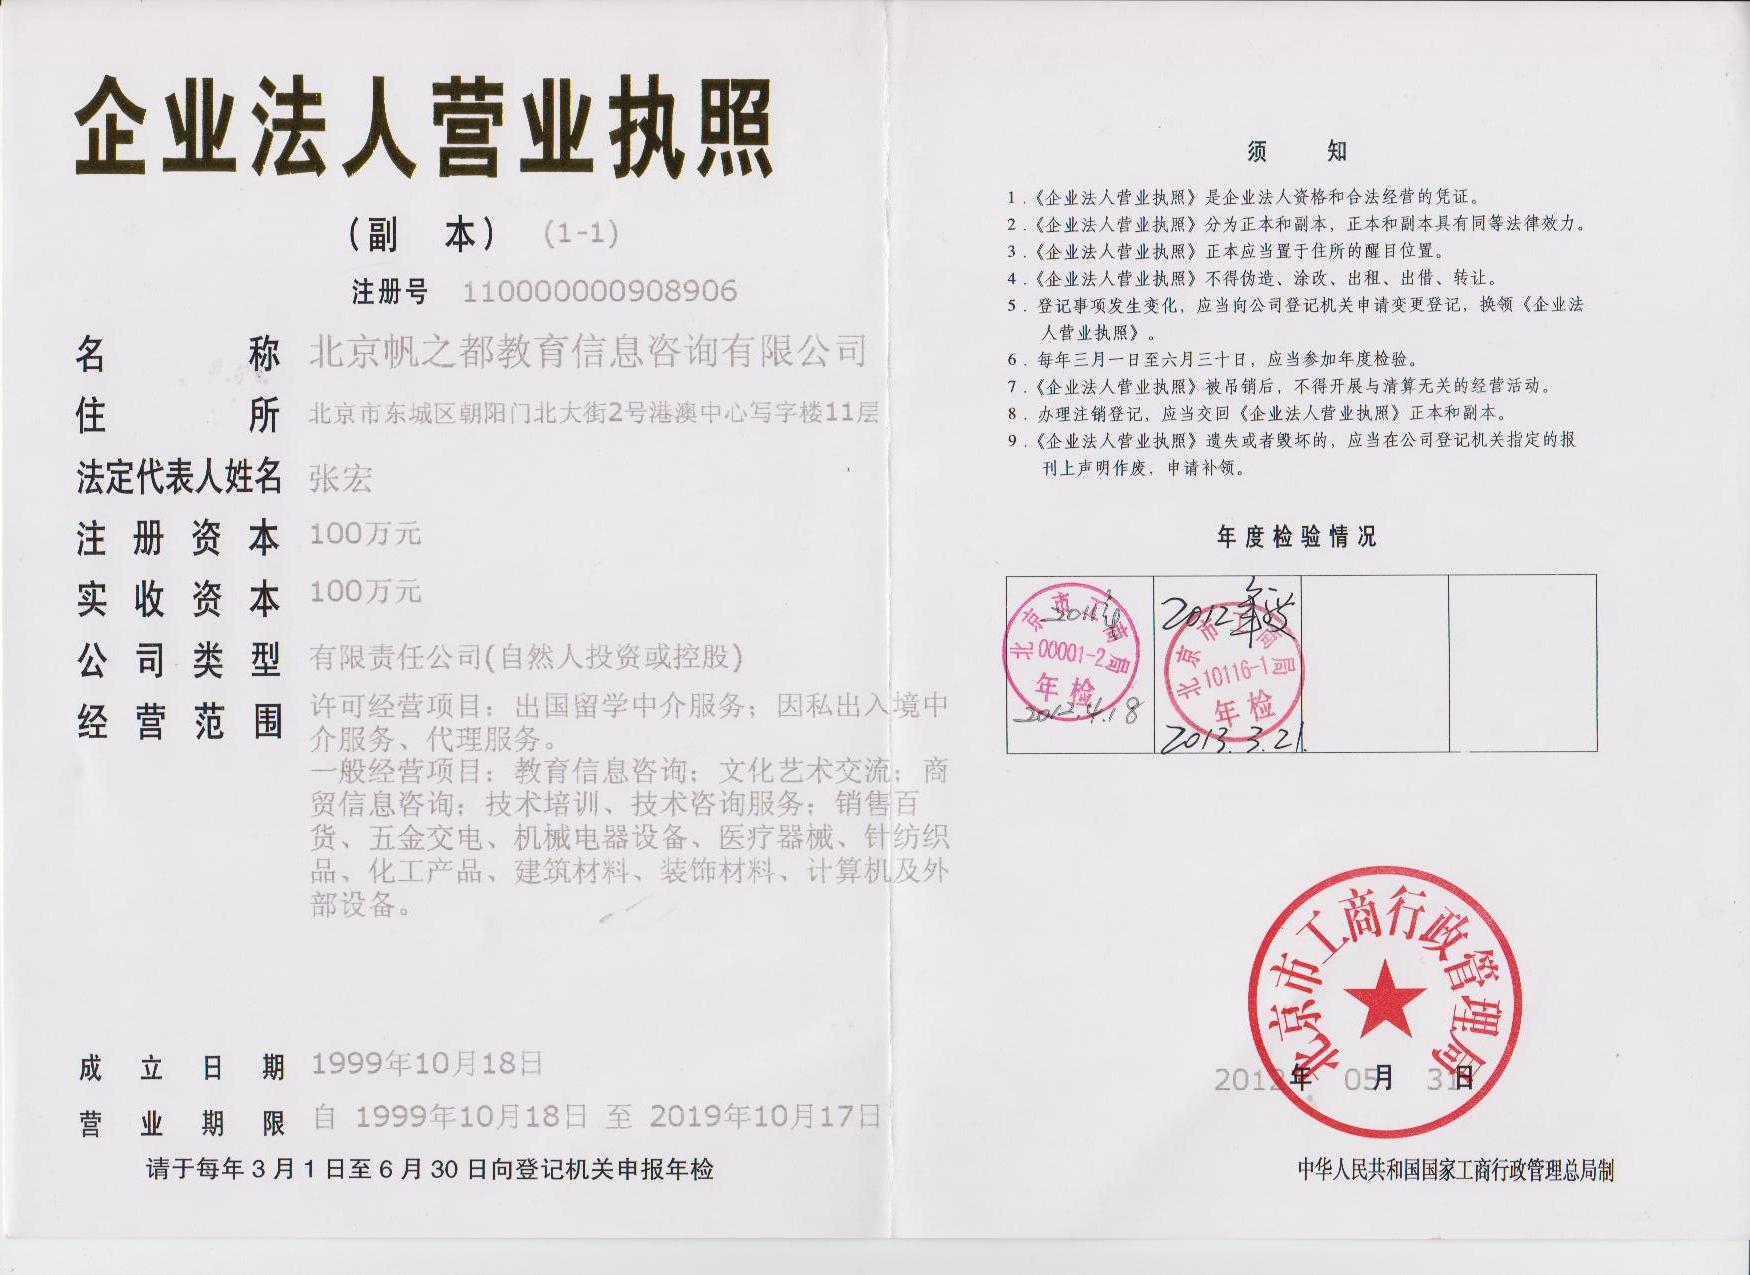 企业法人营业执照
(副 本) (1-1)
注册号 110000000908906
名 称 北京帆之都教育信息咨询有限公司
住 所 北京市东城区朝阳门北大街2号港澳中心写字楼11层
法定代表人姓名 张宏
注册资本 100万元
实收资本 100万元
公司类型 有限责任公司(自然人投资或控股)
经营范围 许可经营项目：出国留学中介服务；因私出入境中
介服务、代理服务。
一般经营项目：教育信息咨询；文化艺术交流；商
贸信息咨询；技术培训、技术咨询服务；销售百
货、五金交电、机械电器设备、医疗器械、针纺织
品、化工产品、建筑材料、装饰材料、计算机及外
部设备。
成立日期 1999年10月18日
营业期限 自 1999年10月18日 至 2019年10月17日
请于每年3月1日至6月30日向登记机关申报年检
须 知
1.《企业法人营业执照》是企业法人资格和合法经营的凭证。
2.《企业法人营业执照》分为正本和副本，正本和副本具有同等法律效力。
3.《企业法人营业执照》正本应当置于住所的醒目位置。
4.《企业法人营业执照》不得伪造、涂改、出租、出借、转让。
5. 登记事项发生变化，应当向公司登记机关申请变更登记，换领《企业法
人营业执照》。
6. 每年三月一日至六月三十日，应当参加年度检验。
7.《企业法人营业执照》被吊销后，不得开展与清算无关的经营活动。
8. 办理注销登记，应当交回《企业法人营业执照》正本和副本。
9.《企业法人营业执照》遗失或者毁坏的，应当在公司登记机关指定的报
刊上声明作废，申请补领。
年度检验情况
北京市工商局
2011
00001-2
年检
2012.4.18
2012年
北京市工商局
10116-1
年检
2013.3.21.
北京市工商行政管理局
2012年 05月 31日
中华人民共和国国家工商行政管理总局制